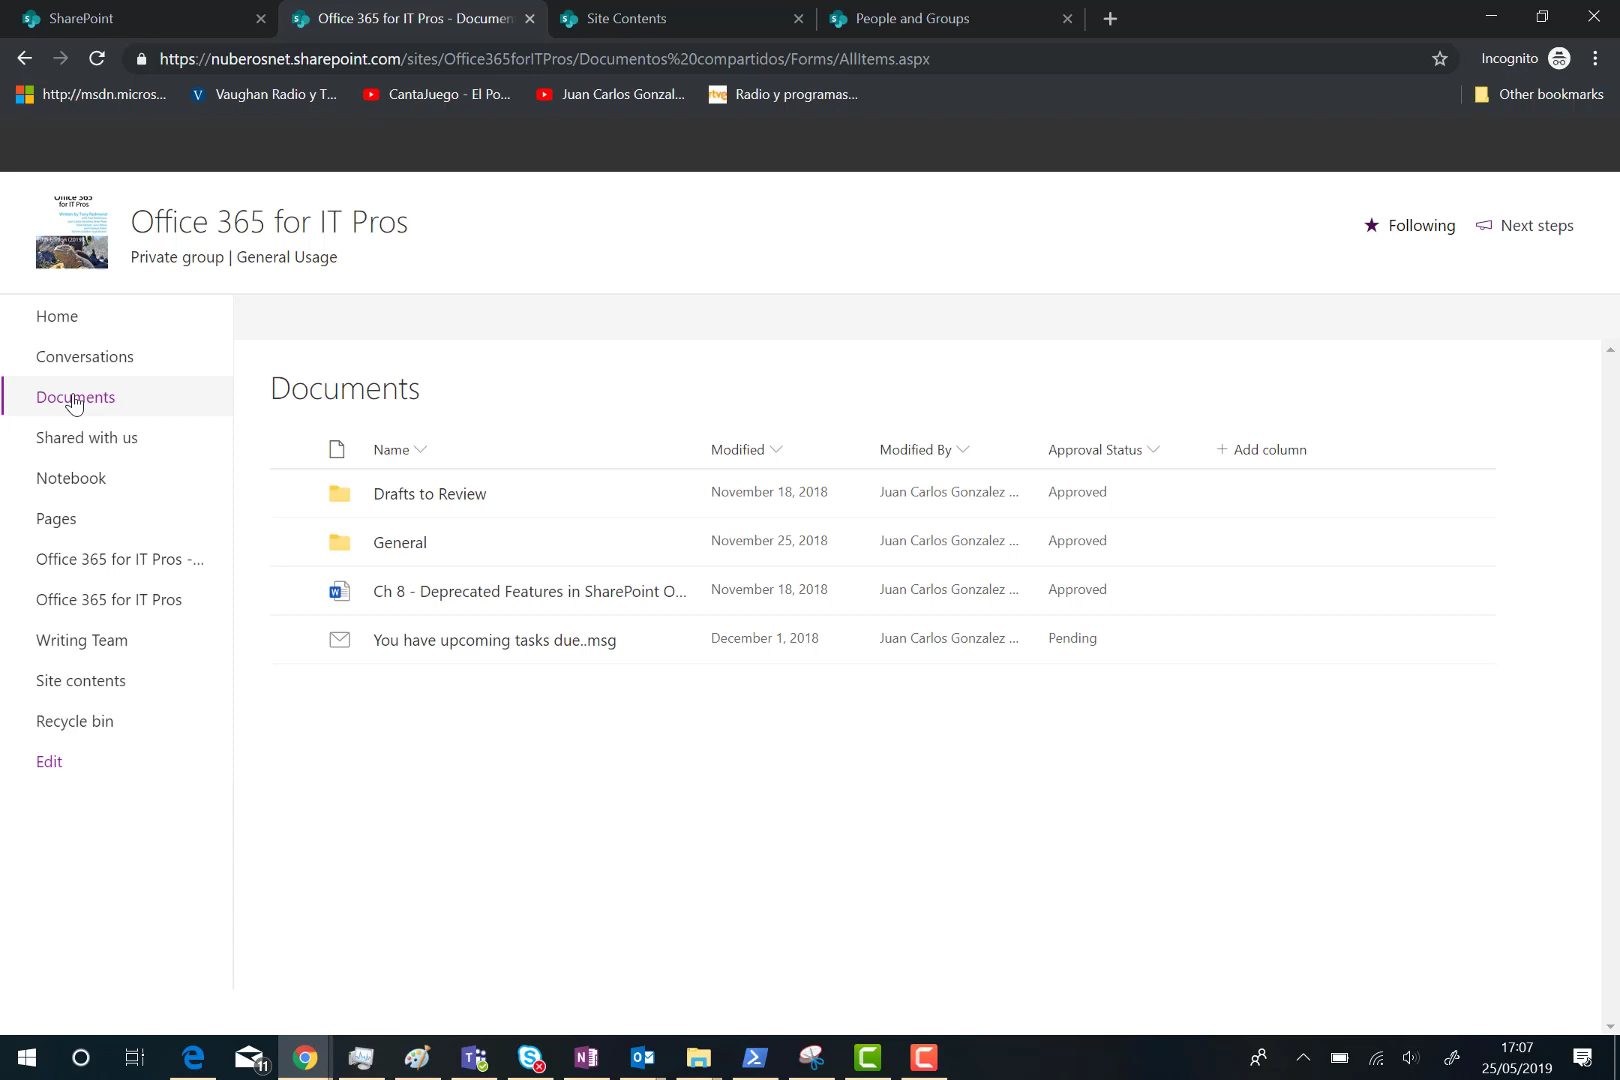 SharePoint
Office 365 for IT Pros - Documen
Site Contents
People and Groups
https://nuberosnet.sharepoint.com/sites/Office365forITPros/Documentos%20compartidos/Forms/AllItems.aspx
Incognito
http://msdn.micros...
Vaughan Radio y T...
CantaJuego - El Po...
Juan Carlos Gonzal...
Radio y programas...
Other bookmarks
Office 365
for IT Pros
Office 365 for IT Pros
Private group | General Usage
Following
Next steps
Home
Conversations
Documents
Shared with us
Notebook
Pages
Office 365 for IT Pros -...
Office 365 for IT Pros
Writing Team
Site contents
Recycle bin
Edit
Documents
Name Modified Modified By Approval Status + Add column
Drafts to Review November 18, 2018 Juan Carlos Gonzalez ... Approved
General November 25, 2018 Juan Carlos Gonzalez ... Approved
Ch 8 - Deprecated Features in SharePoint O... November 18, 2018 Juan Carlos Gonzalez ... Approved
You have upcoming tasks due..msg December 1, 2018 Juan Carlos Gonzalez ... Pending
11
17:07
25/05/2019